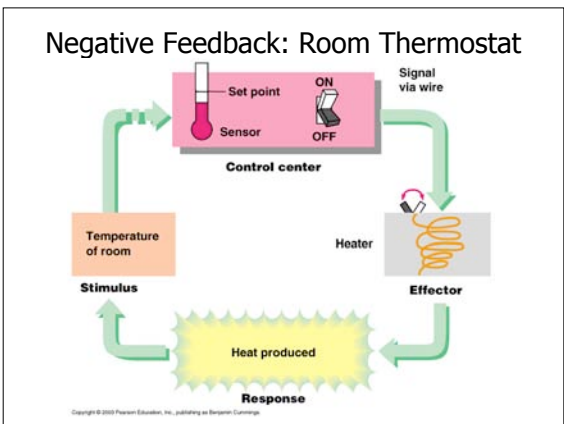 Negative Feedback: Room Thermostat
Set point
Sensor
ON
OFF
Control center
Signal
via wire
Temperature
of room
Stimulus
Heater
Effector
Heat produced
Response
Copyright © 2003 Pearson Education, Inc., publishing as Benjamin Cummings.